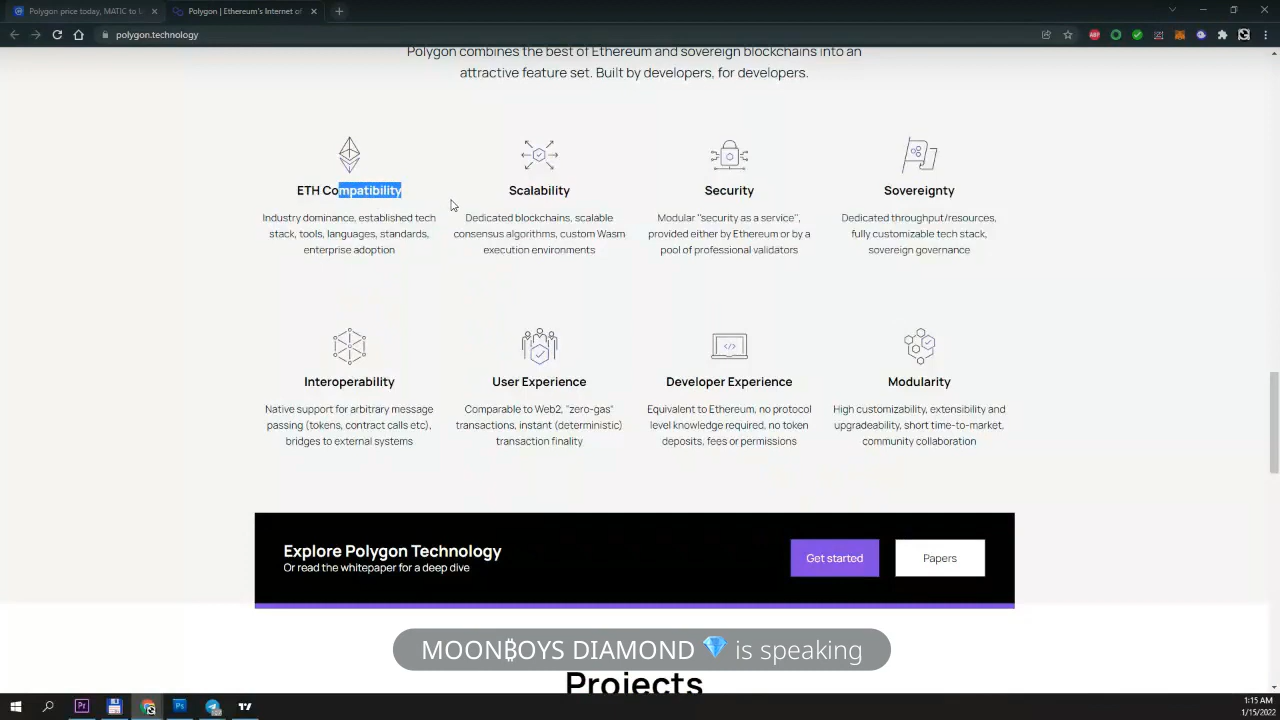 Polygon price today, MATIC to U
Polygon | Ethereum's Internet of
polygon.technology
Polygon combines the best of Ethereum and sovereign blockchains into an
attractive feature set. Built by developers, for developers.
ETH Compatibility
Industry dominance, established tech
stack, tools, languages, standards,
enterprise adoption
Scalability
Dedicated blockchains, scalable
consensus algorithms, custom Wasm
execution environments
Security
Modular "security as a service",
provided either by Ethereum or by a
pool of professional validators
Sovereignty
Dedicated throughput/resources,
fully customizable tech stack,
sovereign governance
Interoperability
Native support for arbitrary message
passing (tokens, contract calls etc),
bridges to external systems
User Experience
Comparable to Web2, "zero-gas"
transactions, instant (deterministic)
transaction finality
Developer Experience
Equivalent to Ethereum, no protocol
level knowledge required, no token
deposits, fees or permissions
Modularity
High customizability, extensibility and
upgradeability, short time-to-market,
community collaboration
Explore Polygon Technology
Or read the whitepaper for a deep dive
Get started
Papers
MOON₿OYS DIAMOND 💎 is speaking
Projects
1:15 AM
1/15/2022